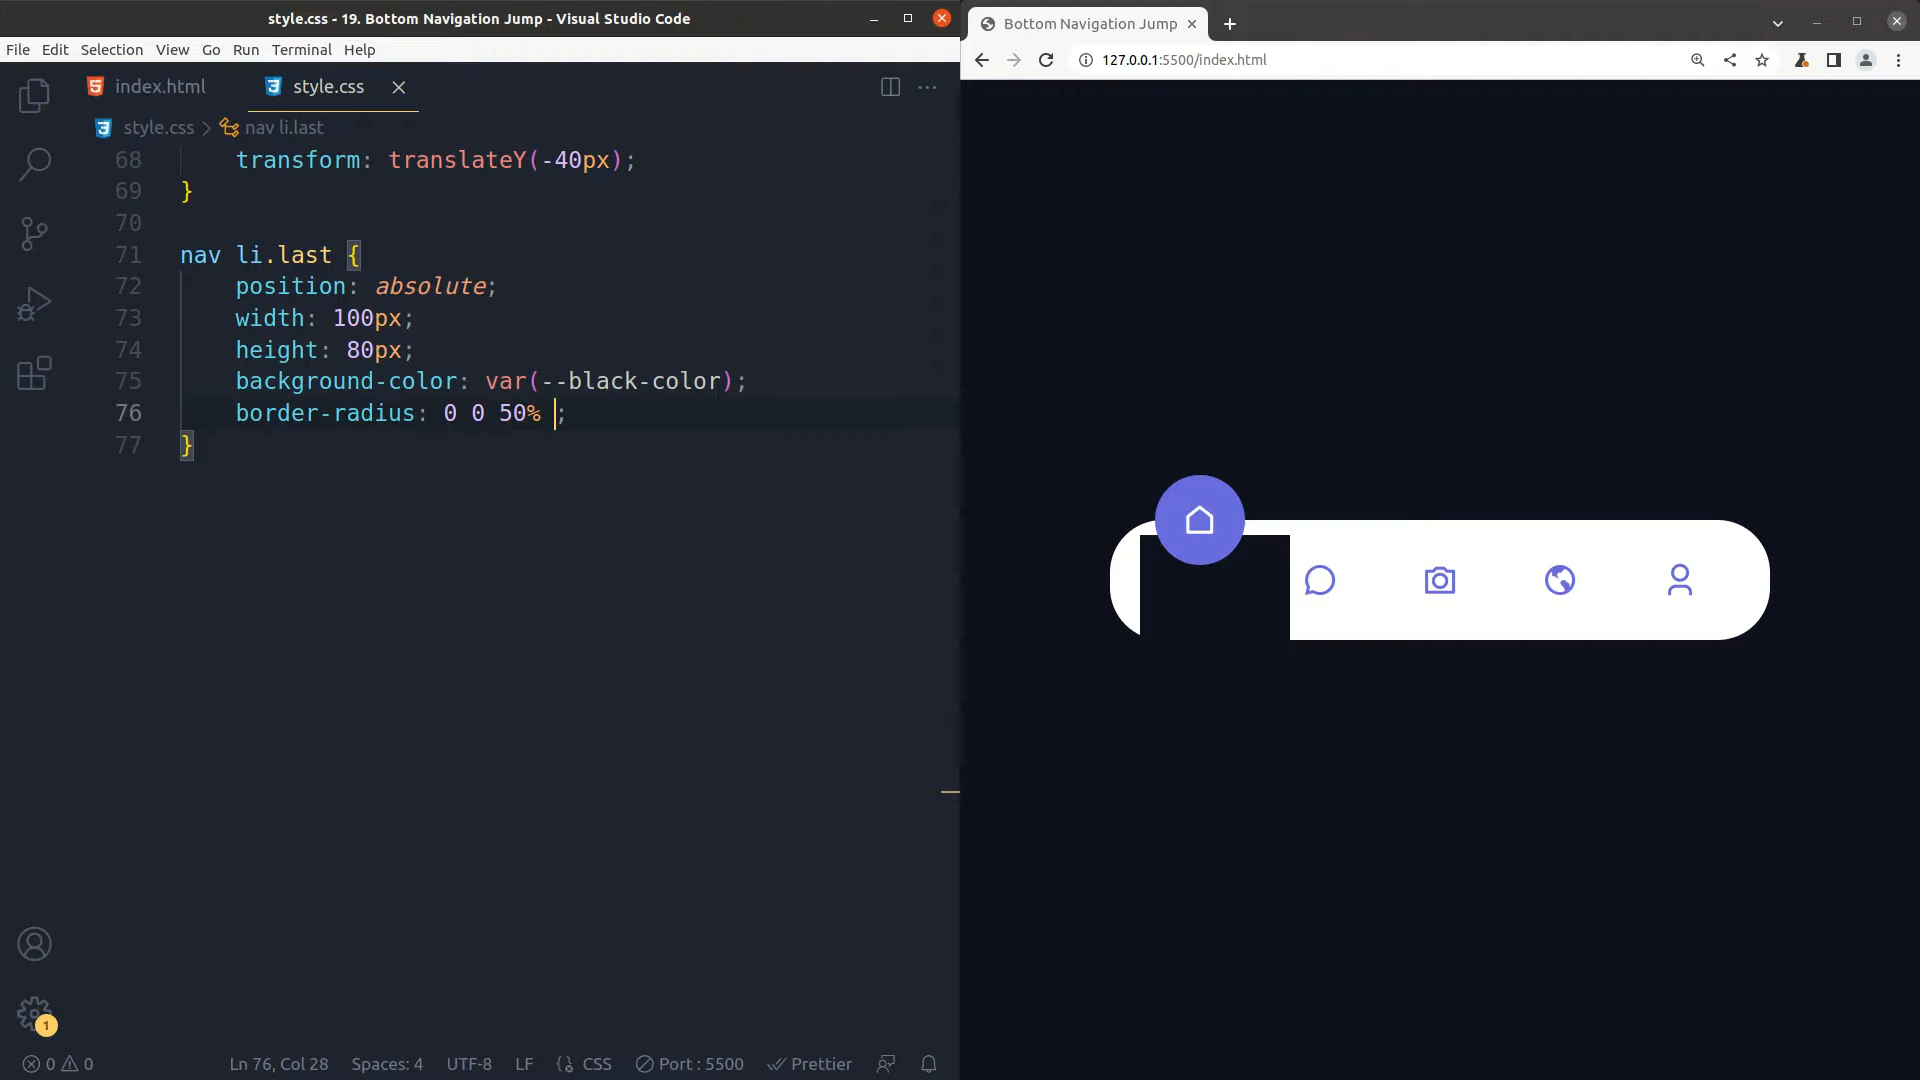 style.css - 19. Bottom Navigation Jump - Visual Studio Code
File Edit Selection View Go Run Terminal Help
index.html
style.css
style.css > nav li.last
68 transform: translateY(-40px);
69 }
70
71 nav li.last {
72 position: absolute;
73 width: 100px;
74 height: 80px;
75 background-color: var(--black-color);
76 border-radius: 0 0 50% ;
77 }
1
0 0
Ln 76, Col 28
Spaces: 4
UTF-8
LF
CSS
Port : 5500
Prettier
Bottom Navigation Jump
127.0.0.1:5500/index.html